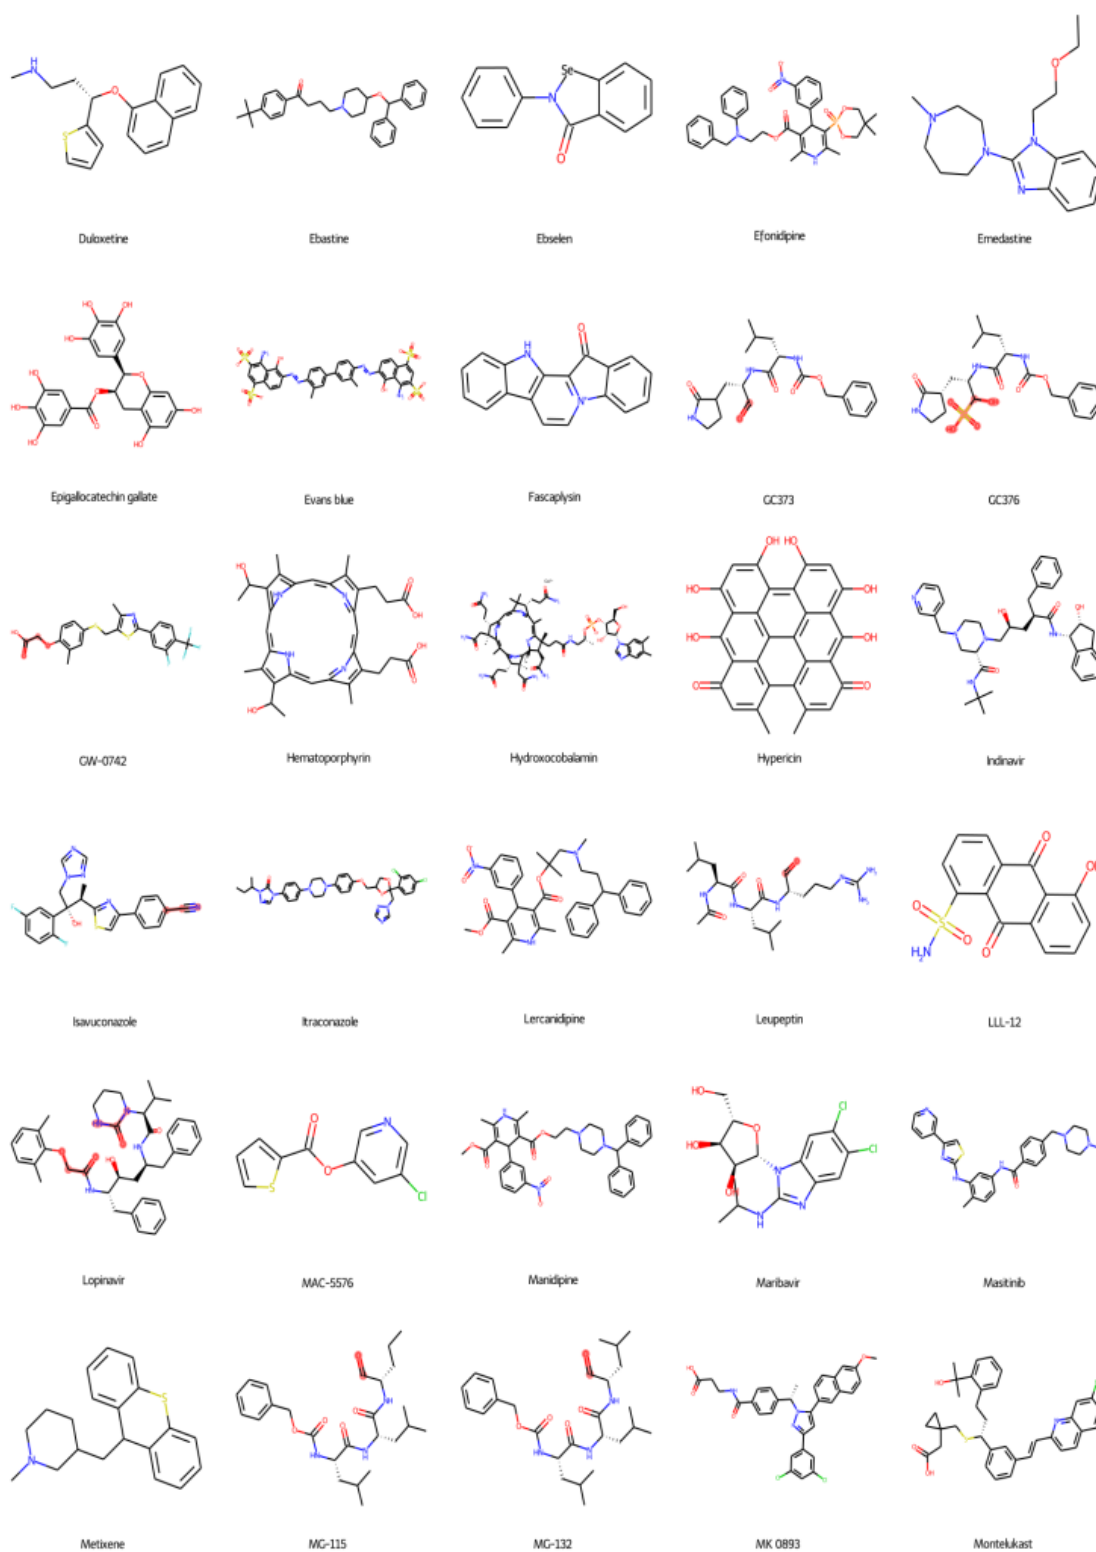 Duloxetine
Ebastine
Ebselen
Efonidipine
Emedastine
Epigallocatechin gallate
Evans blue
Fascaplysin
GC373
GC376
GW-0742
Hematoporphyrin
Hydroxocobalamin
Hypericin
Indinavir
Isavuconazole
Itraconazole
Lercanidipine
Leupeptin
LLL-12
Lopinavir
MAC-5576
Manidipine
Maribavir
Masitinib
Metixene
MG-115
MG-132
MK 0893
Montelukast